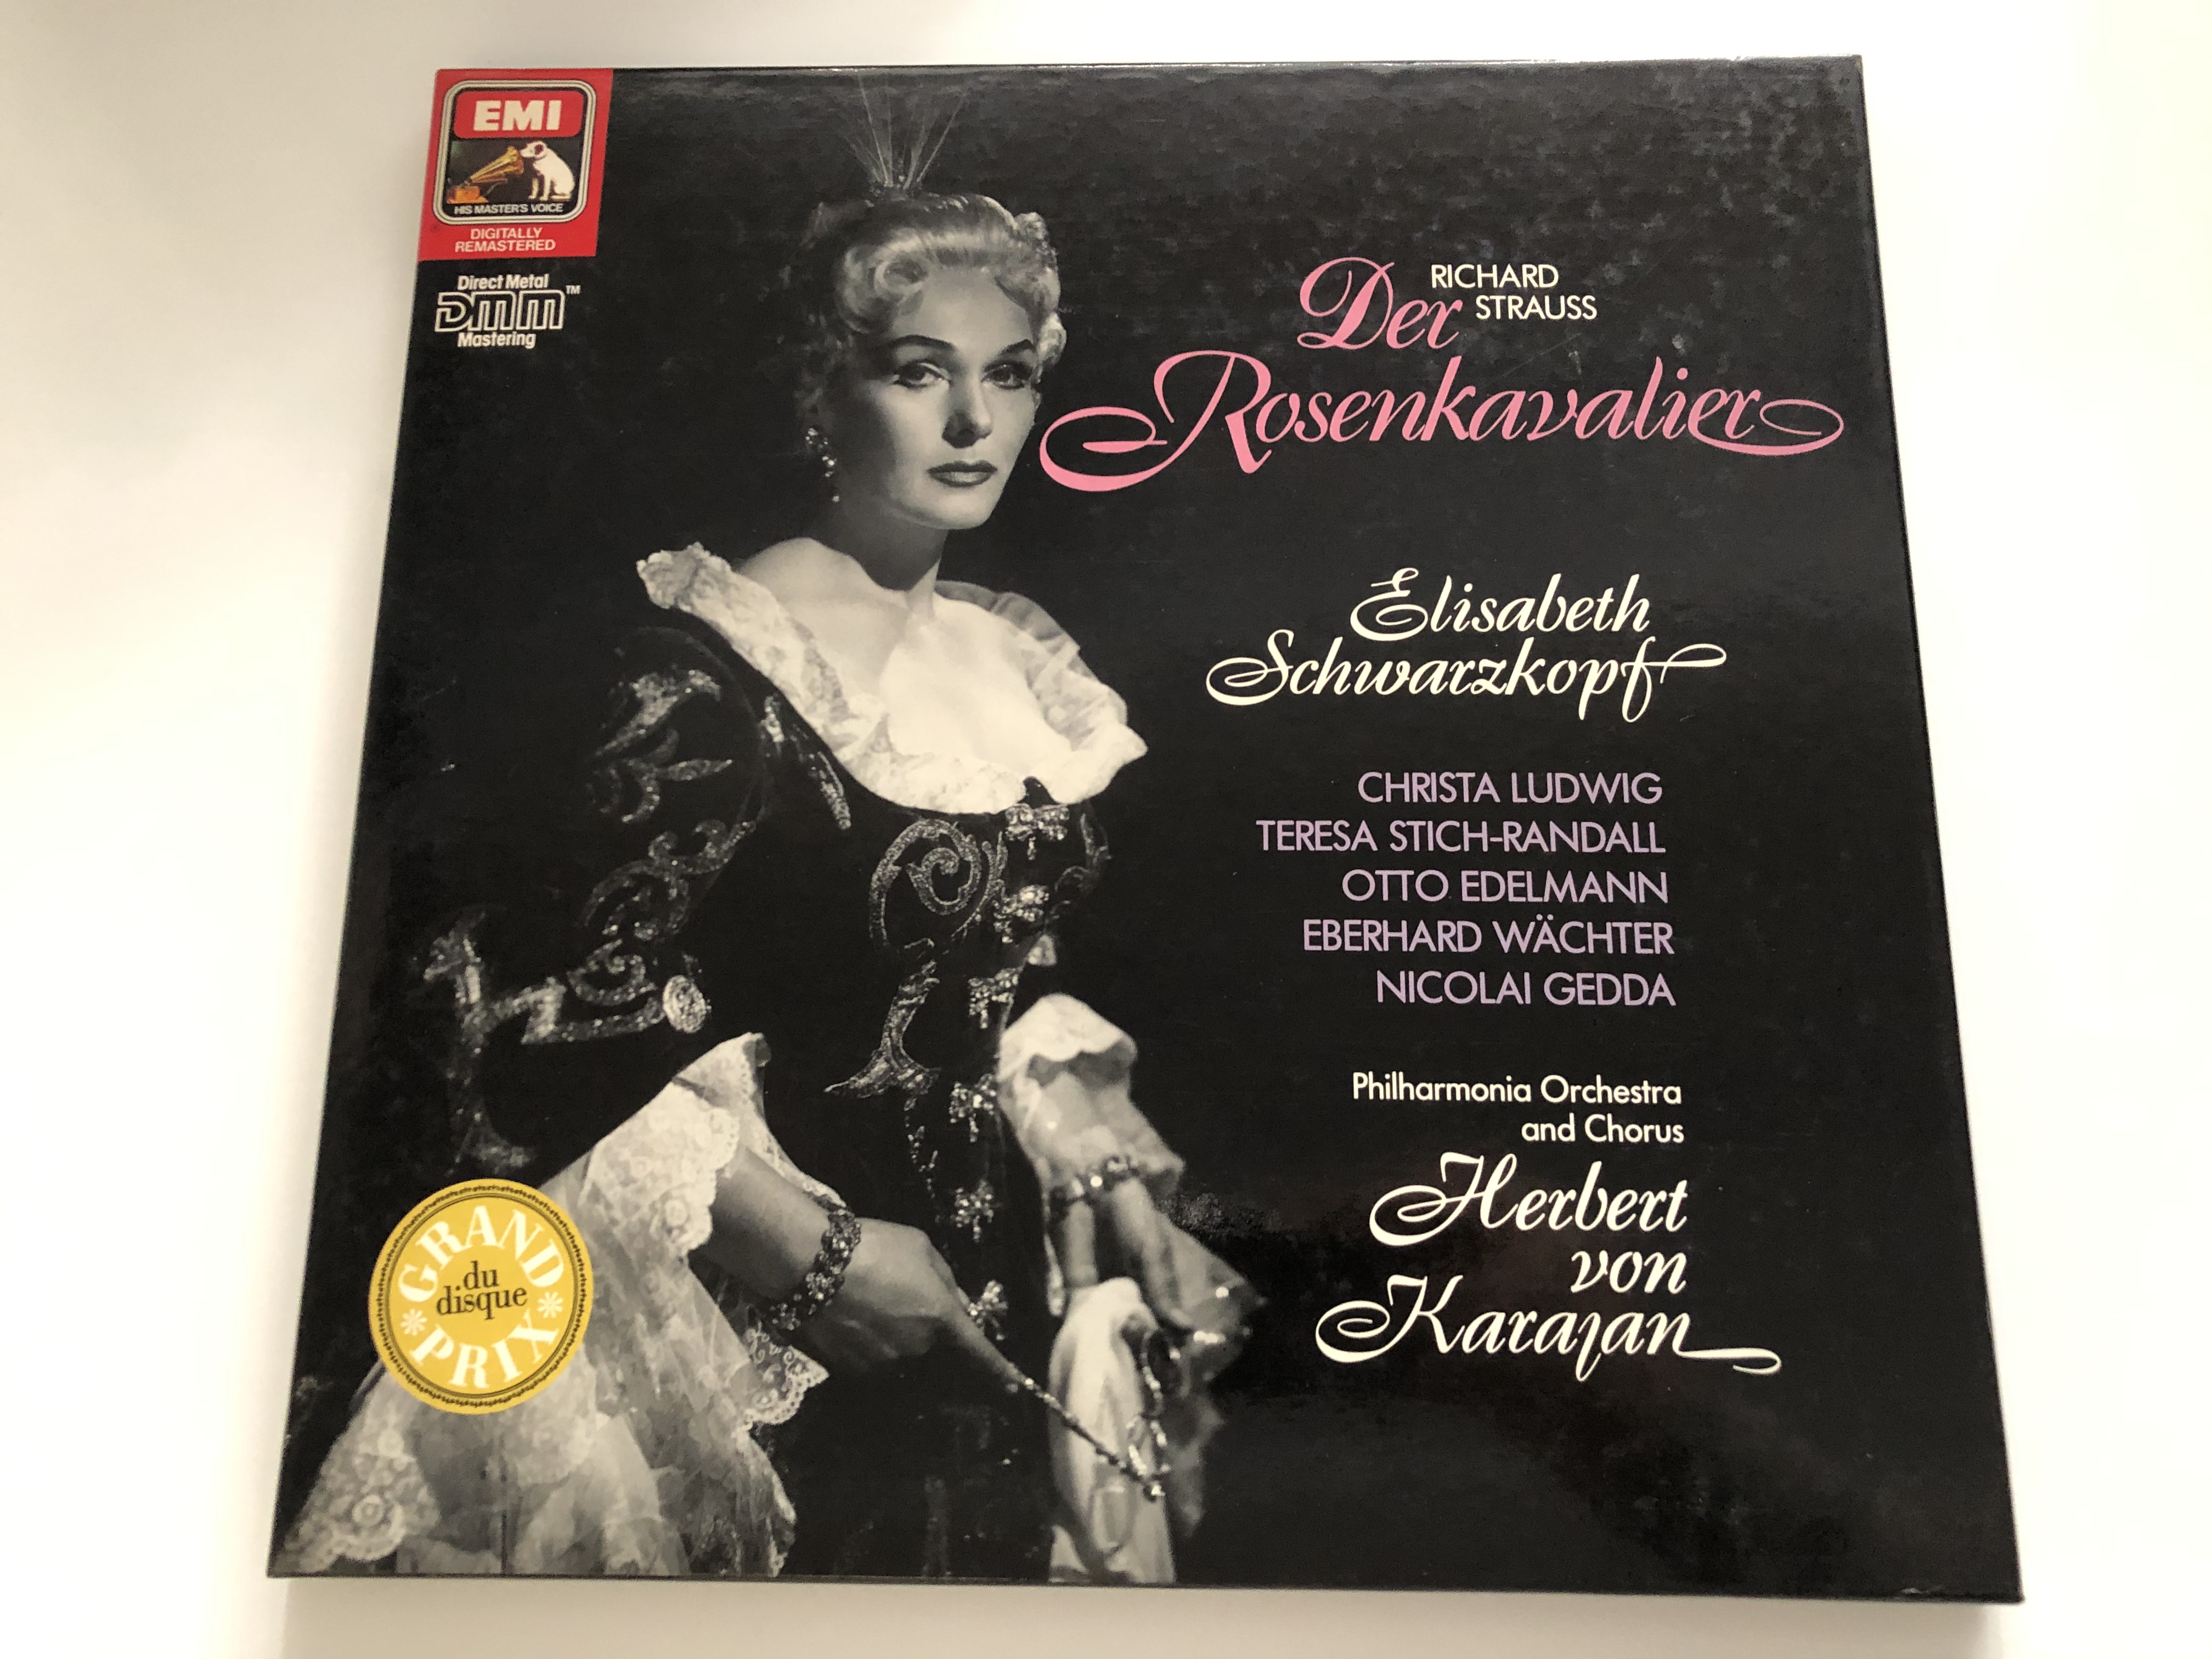 EMI
HIS MASTER'S VOICE
DIGITALLY
REMASTERED
Direct Metal
DMM™
Mastering
RICHARD
STRAUSS
Der
Rosenkavalier
Elisabeth
Schwarzkopf
CHRISTA LUDWIG
TERESA STICH-RANDALL
OTTO EDELMANN
EBERHARD WÄCHTER
NICOLAI GEDDA
Philharmonia Orchestra
and Chorus
Herbert
von
Karajan
GRAND
du
disque
PRIX